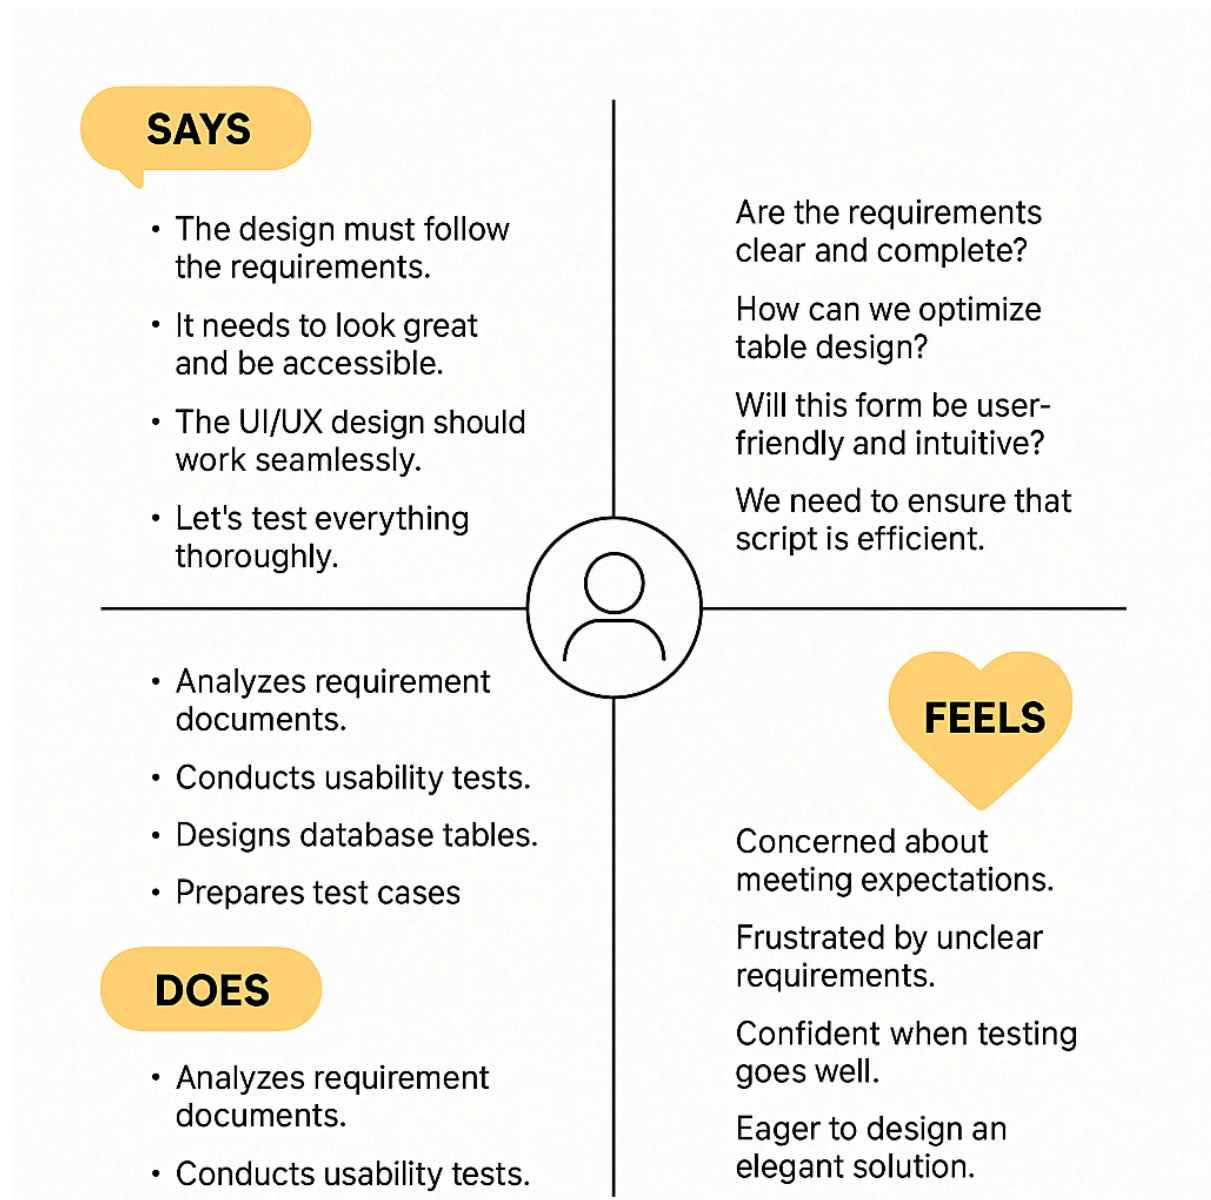 SAYS
• The design must follow
the requirements.
• It needs to look great
and be accessible.
• The UI/UX design should
work seamlessly.
• Let's test everything
thoroughly.
Are the requirements
clear and complete?
How can we optimize
table design?
Will this form be user-
friendly and intuitive?
We need to ensure that
script is efficient.
• Analyzes requirement
documents.
• Conducts usability tests.
• Designs database tables.
• Prepares test cases
DOES
• Analyzes requirement
documents.
• Conducts usability tests.
FEELS
Concerned about
meeting expectations.
Frustrated by unclear
requirements.
Confident when testing
goes well.
Eager to design an
elegant solution.